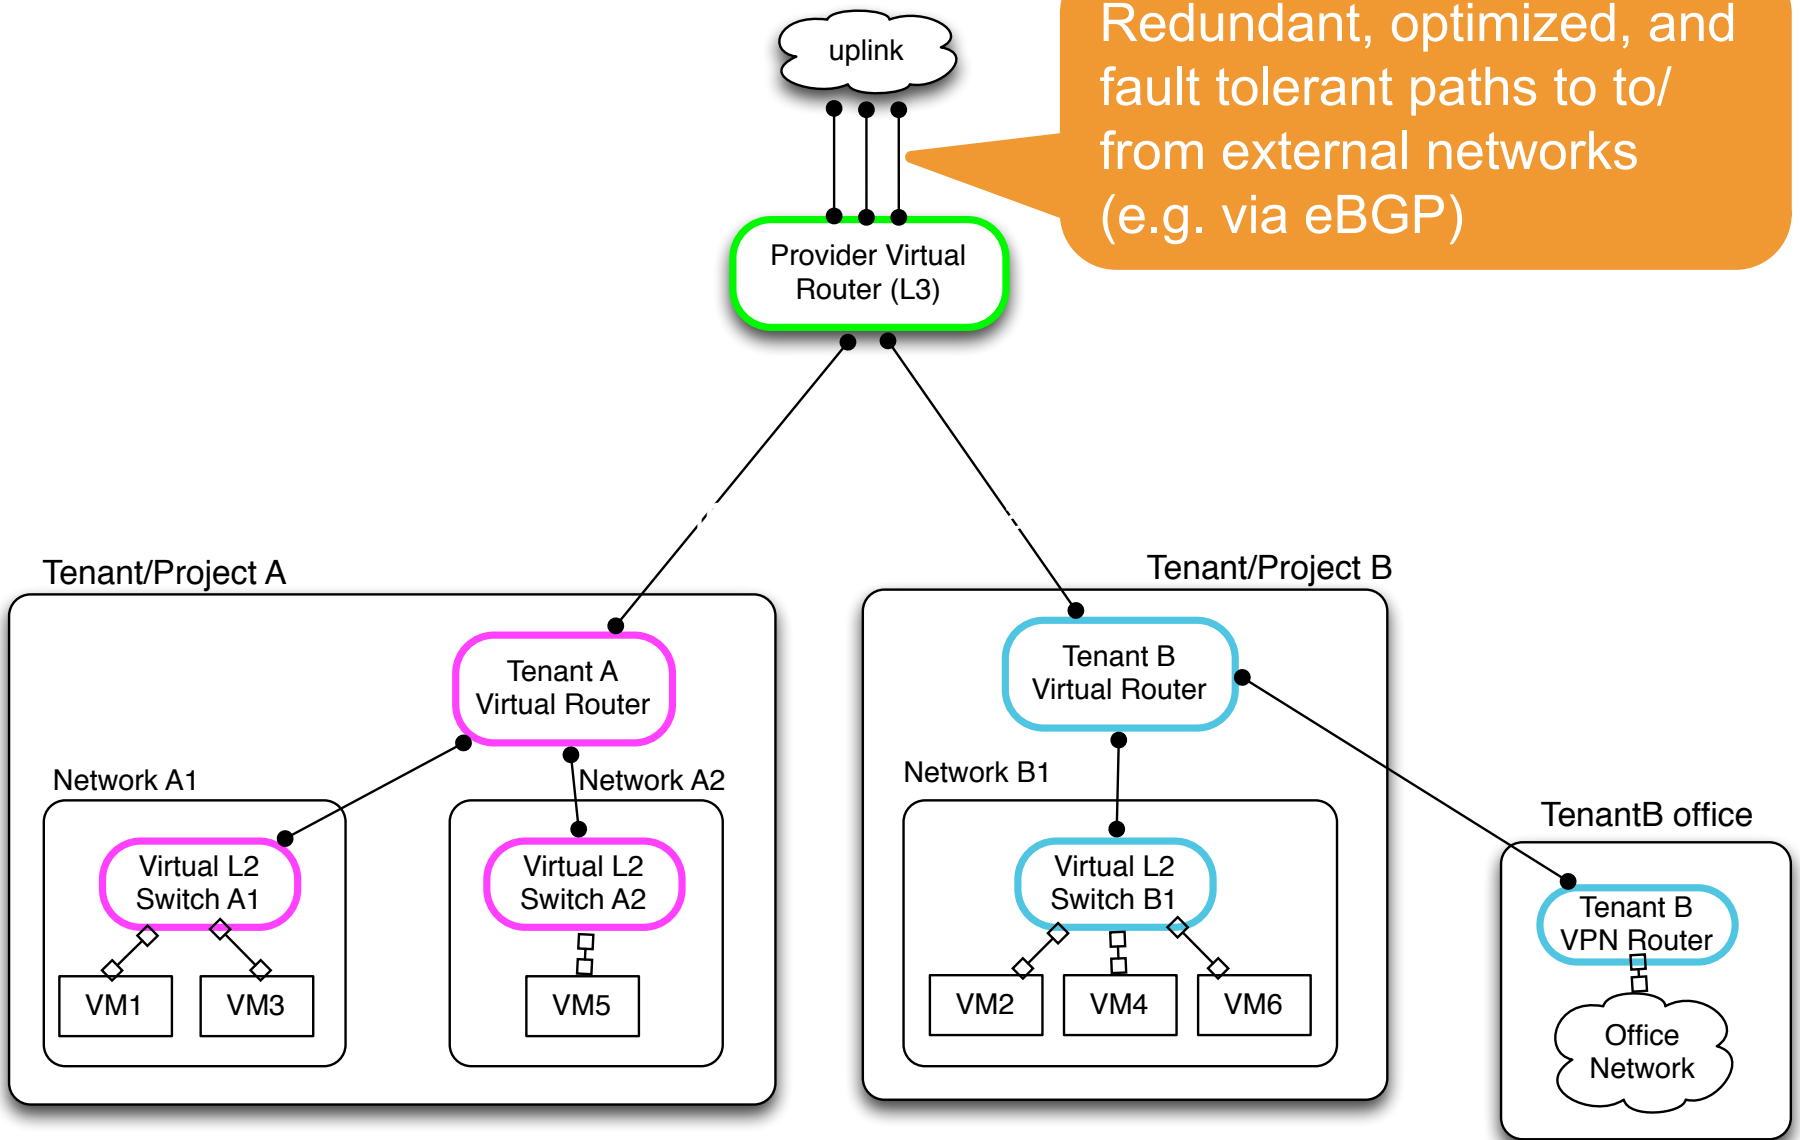 uplink
Redundant, optimized, and
fault tolerant paths to to/
from external networks
(e.g. via eBGP)
Provider Virtual
Router (L3)
Tenant/Project A
Tenant/Project B
Tenant A
Virtual Router
Tenant B
Virtual Router
Network A1
Network A2
Network B1
TenantB office
Virtual L2
Switch A1
Virtual L2
Switch A2
Virtual L2
Switch B1
Tenant B
VPN Router
VM1
VM3
VM5
VM2
VM4
VM6
Office
Network